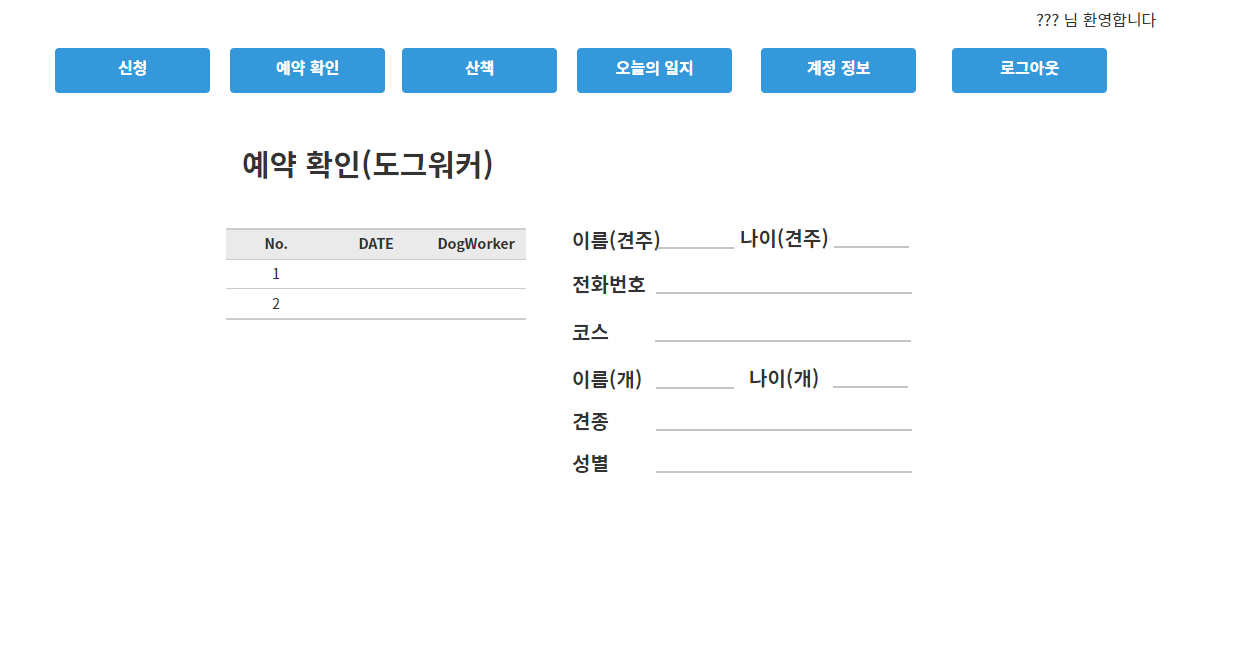 ??? 님 환영합니다
신청 예약 확인 산책 오늘의 일지 계정 정보 로그아웃
예약 확인(도그워커)
No. DATE DogWorker
1
2
이름(견주) 나이(견주)
전화번호
코스
이름(개) 나이(개)
견종
성별